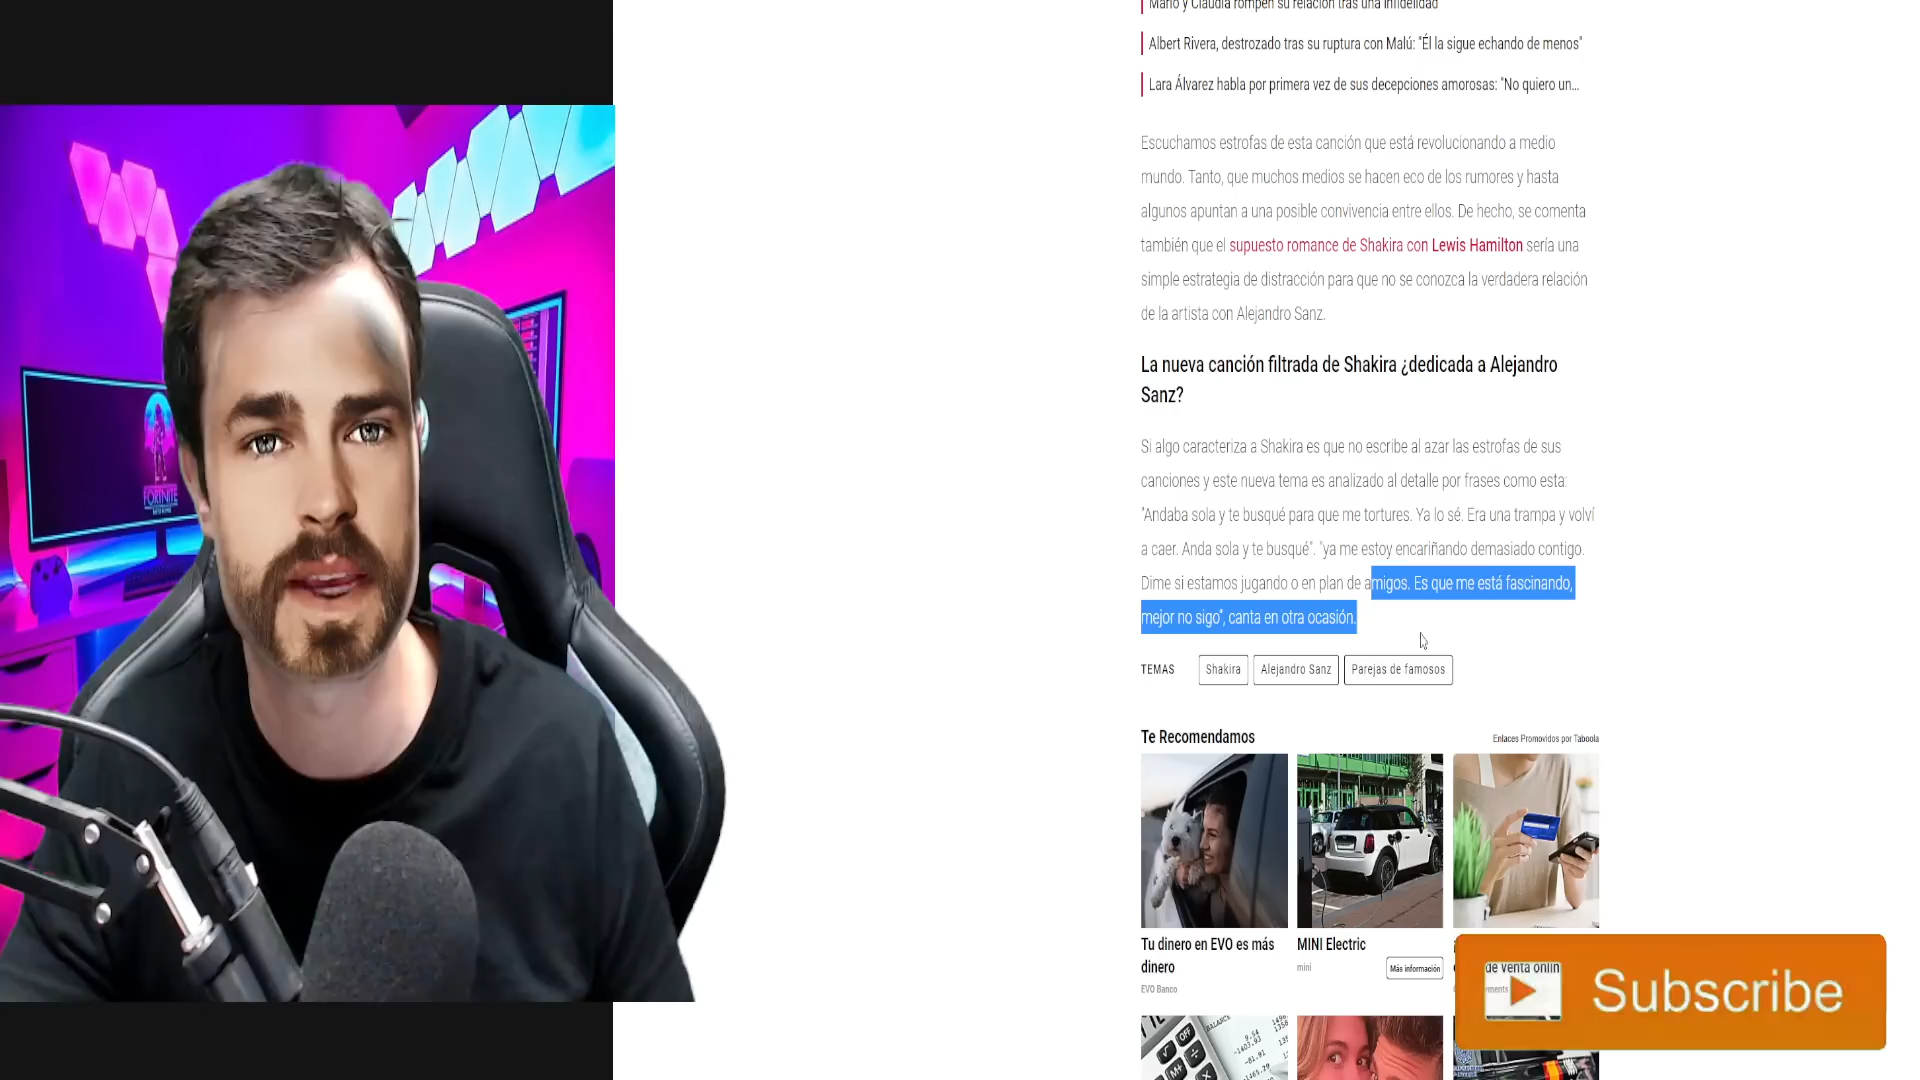 Mario y Claudia rompen su relación tras una infidelidad
Albert Rivera, destrozado tras su ruptura con Malú: "Él la sigue echando de menos"
Lara Álvarez habla por primera vez de sus decepciones amorosas: "No quiero un...
Escuchamos estrofas de esta canción que está revolucionando a medio
mundo. Tanto, que muchos medios se hacen eco de los rumores y hasta
algunos apuntan a una posible convivencia entre ellos. De hecho, se comenta
también que el supuesto romance de Shakira con Lewis Hamilton sería una
simple estrategia de distracción para que no se conozca la verdadera relación
de la artista con Alejandro Sanz.
La nueva canción filtrada de Shakira ¿dedicada a Alejandro
Sanz?
Si algo caracteriza a Shakira es que no escribe al azar las estrofas de sus
canciones y este nuevo tema es analizado al detalle por frases como esta:
"Andaba sola y te busqué para que me tortures. Ya lo sé. Era una trampa y volví
a caer. Anda sola y te busqué". "ya me estoy encariñando demasiado contigo.
Dime si estamos jugando o en plan de amigos. Es que me está fascinando,
mejor no sigo", canta en otra ocasión.
TEMAS Shakira Alejandro Sanz Parejas de famosos
Te Recomendamos
Enlaces Promovidos por Taboola
Tu dinero en EVO es más
dinero
EVO Banco
MINI Electric
mini
Más información
de venta onlin
Subscribe
FORTNITE
OFF
M+